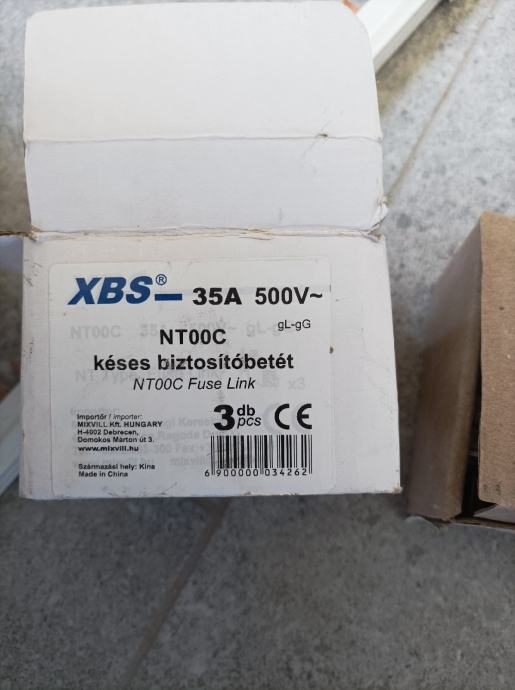 XBS® 35A 500V~
gL-gG
NT00C
késes biztosítóbetét
NT00C Fuse Link
Importőr / importer:
MIXVILL Kft. HUNGARY
H-4002 Debrecen,
Domokos Márton út 3.
www.mixvill.hu
Származási hely: Kína
Made in China
3 db
pcs
CE
6 900000 034262